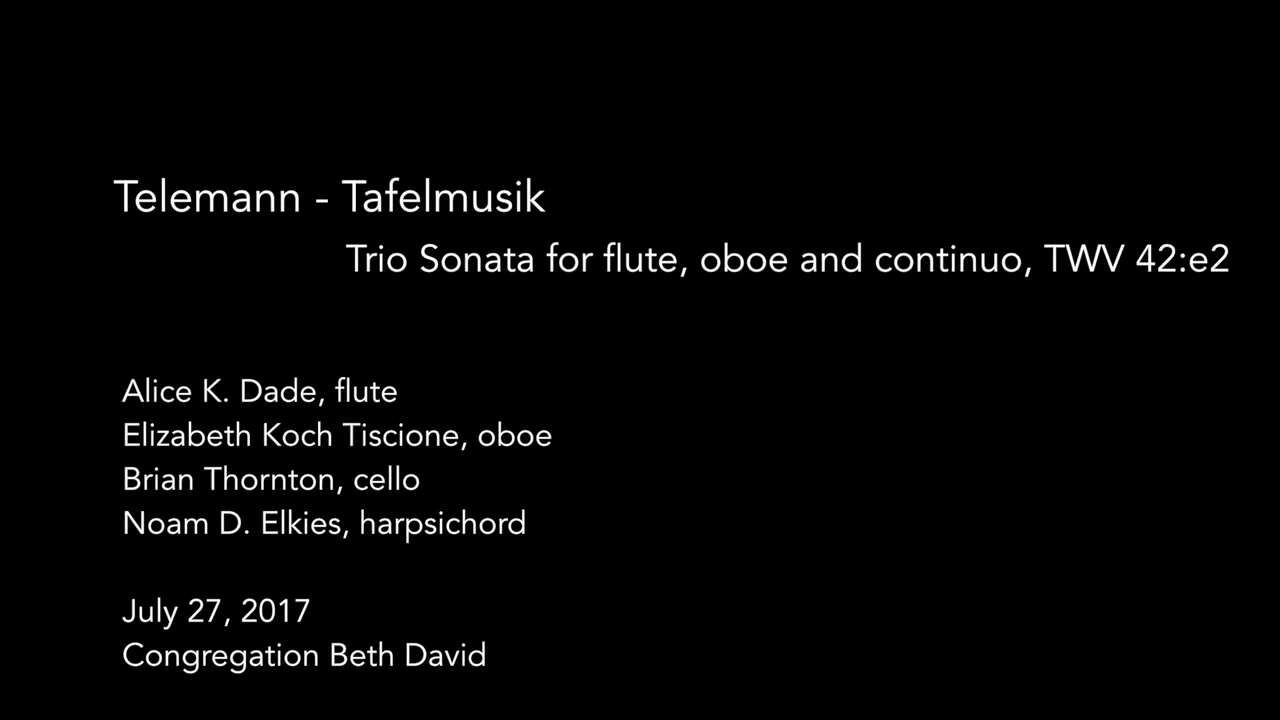 Telemann - Tafelmusik
Trio Sonata for flute, oboe and continuo, TWV 42:e2
Alice K. Dade, flute
Elizabeth Koch Tiscione, oboe
Brian Thornton, cello
Noam D. Elkies, harpsichord
July 27, 2017
Congregation Beth David